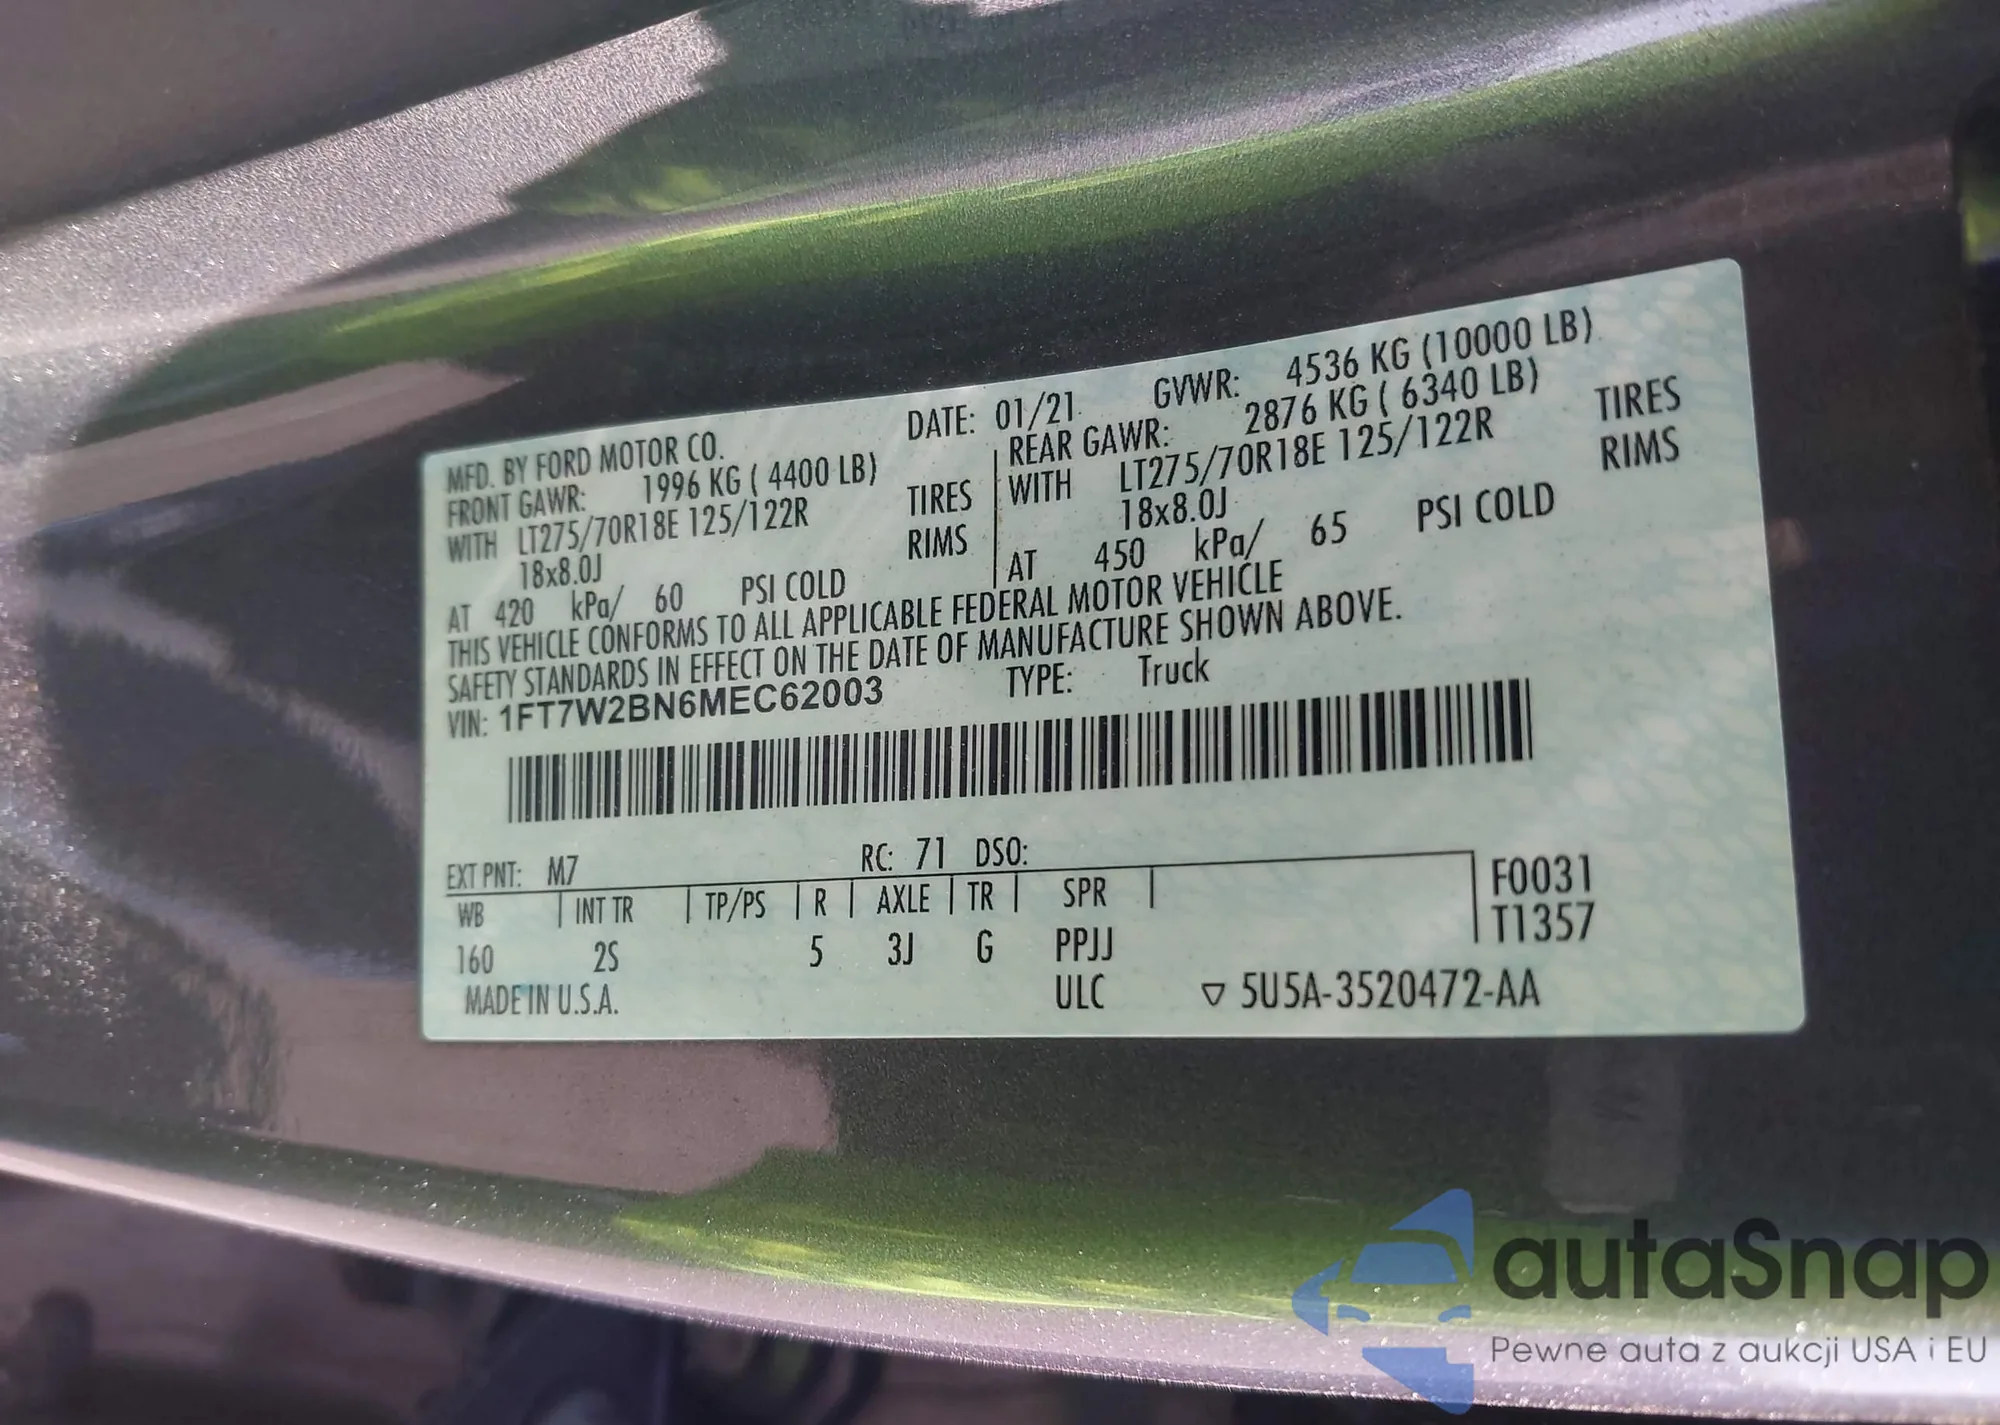 MFD. BY FORD MOTOR CO. DATE: 01/21 GVWR: 4536 KG (10000 LB)
FRONT GAWR: 1996 KG ( 4400 LB) REAR GAWR: 2876 KG ( 6340 LB)
WITH LT275/70R18E 125/122R TIRES WITH LT275/70R18E 125/122R TIRES
18x8.0J RIMS 18x8.0J RIMS
AT 420 kPa/ 60 PSI COLD AT 450 kPa/ 65 PSI COLD
THIS VEHICLE CONFORMS TO ALL APPLICABLE FEDERAL MOTOR VEHICLE
SAFETY STANDARDS IN EFFECT ON THE DATE OF MANUFACTURE SHOWN ABOVE.
VIN: 1FT7W2BN6MEC62003 TYPE: Truck
EXT PNT: M7 RC: 71 DSO:
WB INT TR TP/PS R AXLE TR SPR F0031
T1357
160 2S 5 3J G PPJJ
MADE IN U.S.A. ULC ▽ 5U5A-3520472-AA
autaSnap
Pewne auta z aukcji USA i EU